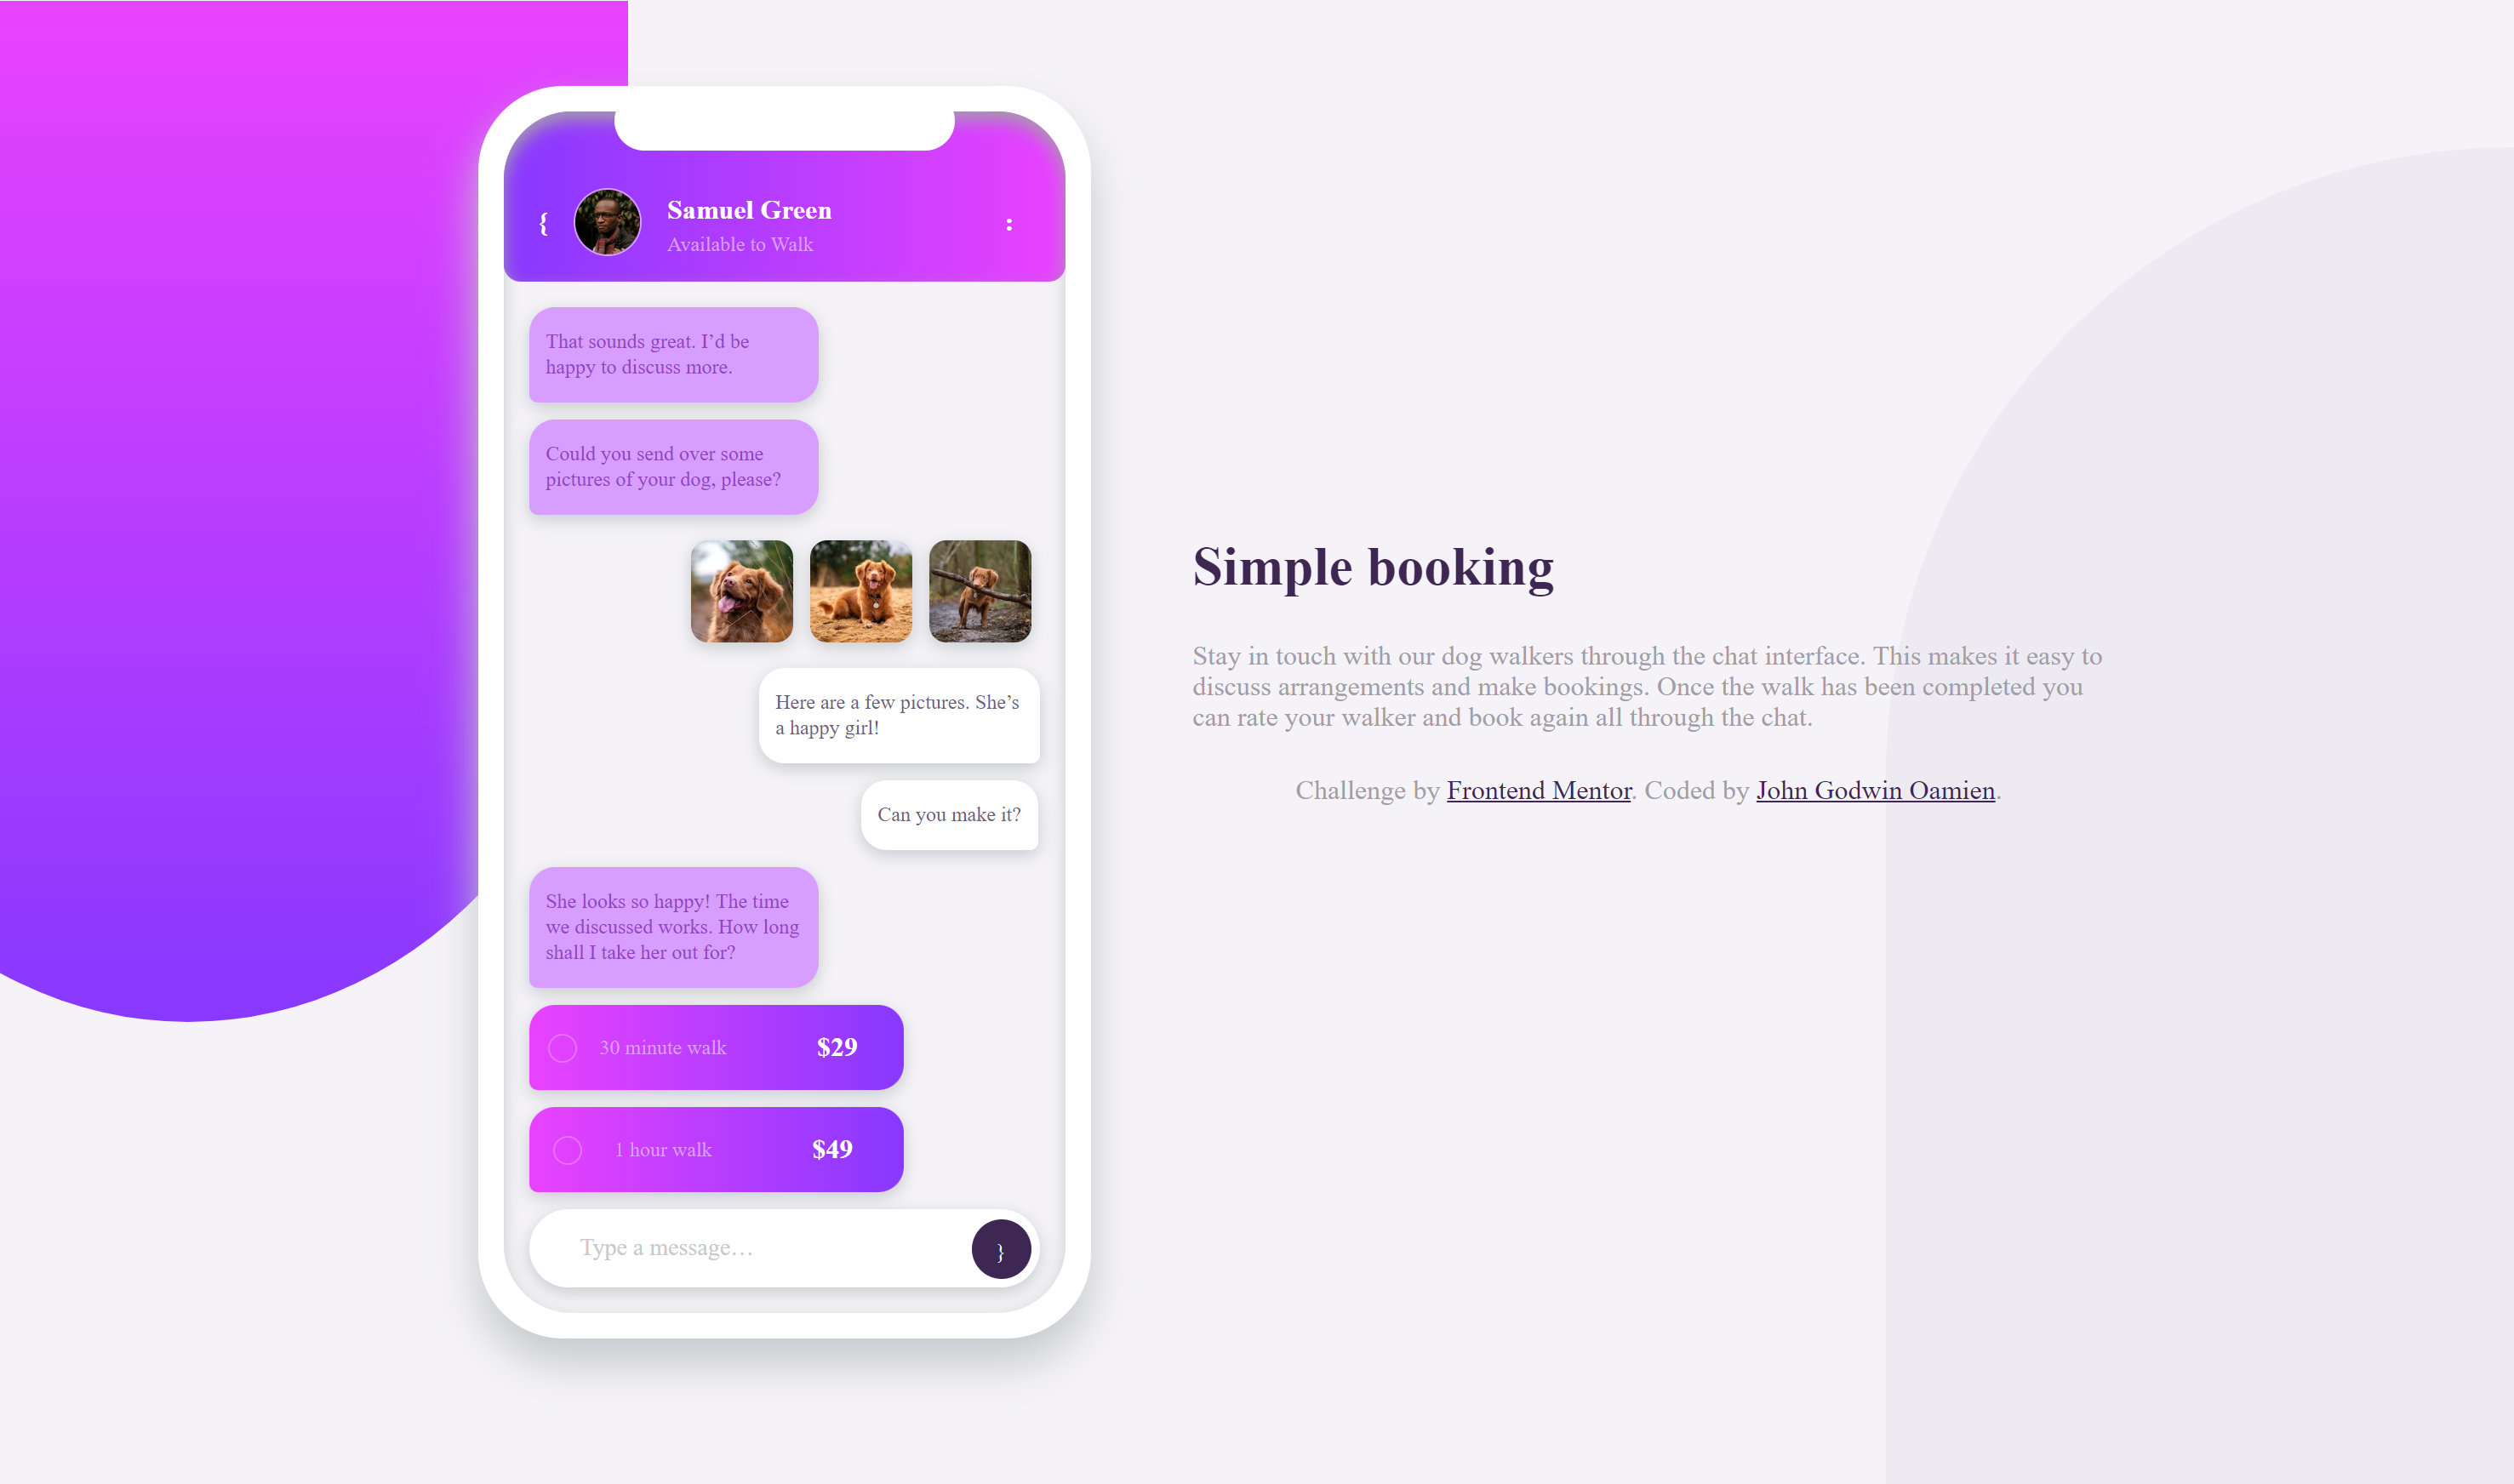 {
Samuel Green
Available to Walk
:
That sounds great. I’d be
happy to discuss more.
Could you send over some
pictures of your dog, please?
Here are a few pictures. She’s
a happy girl!
Can you make it?
She looks so happy! The time
we discussed works. How long
shall I take her out for?
30 minute walk $29
1 hour walk $49
Type a message…
}
Simple booking
Stay in touch with our dog walkers through the chat interface. This makes it easy to
discuss arrangements and make bookings. Once the walk has been completed you
can rate your walker and book again all through the chat.
Challenge by Frontend Mentor. Coded by John Godwin Oamien.